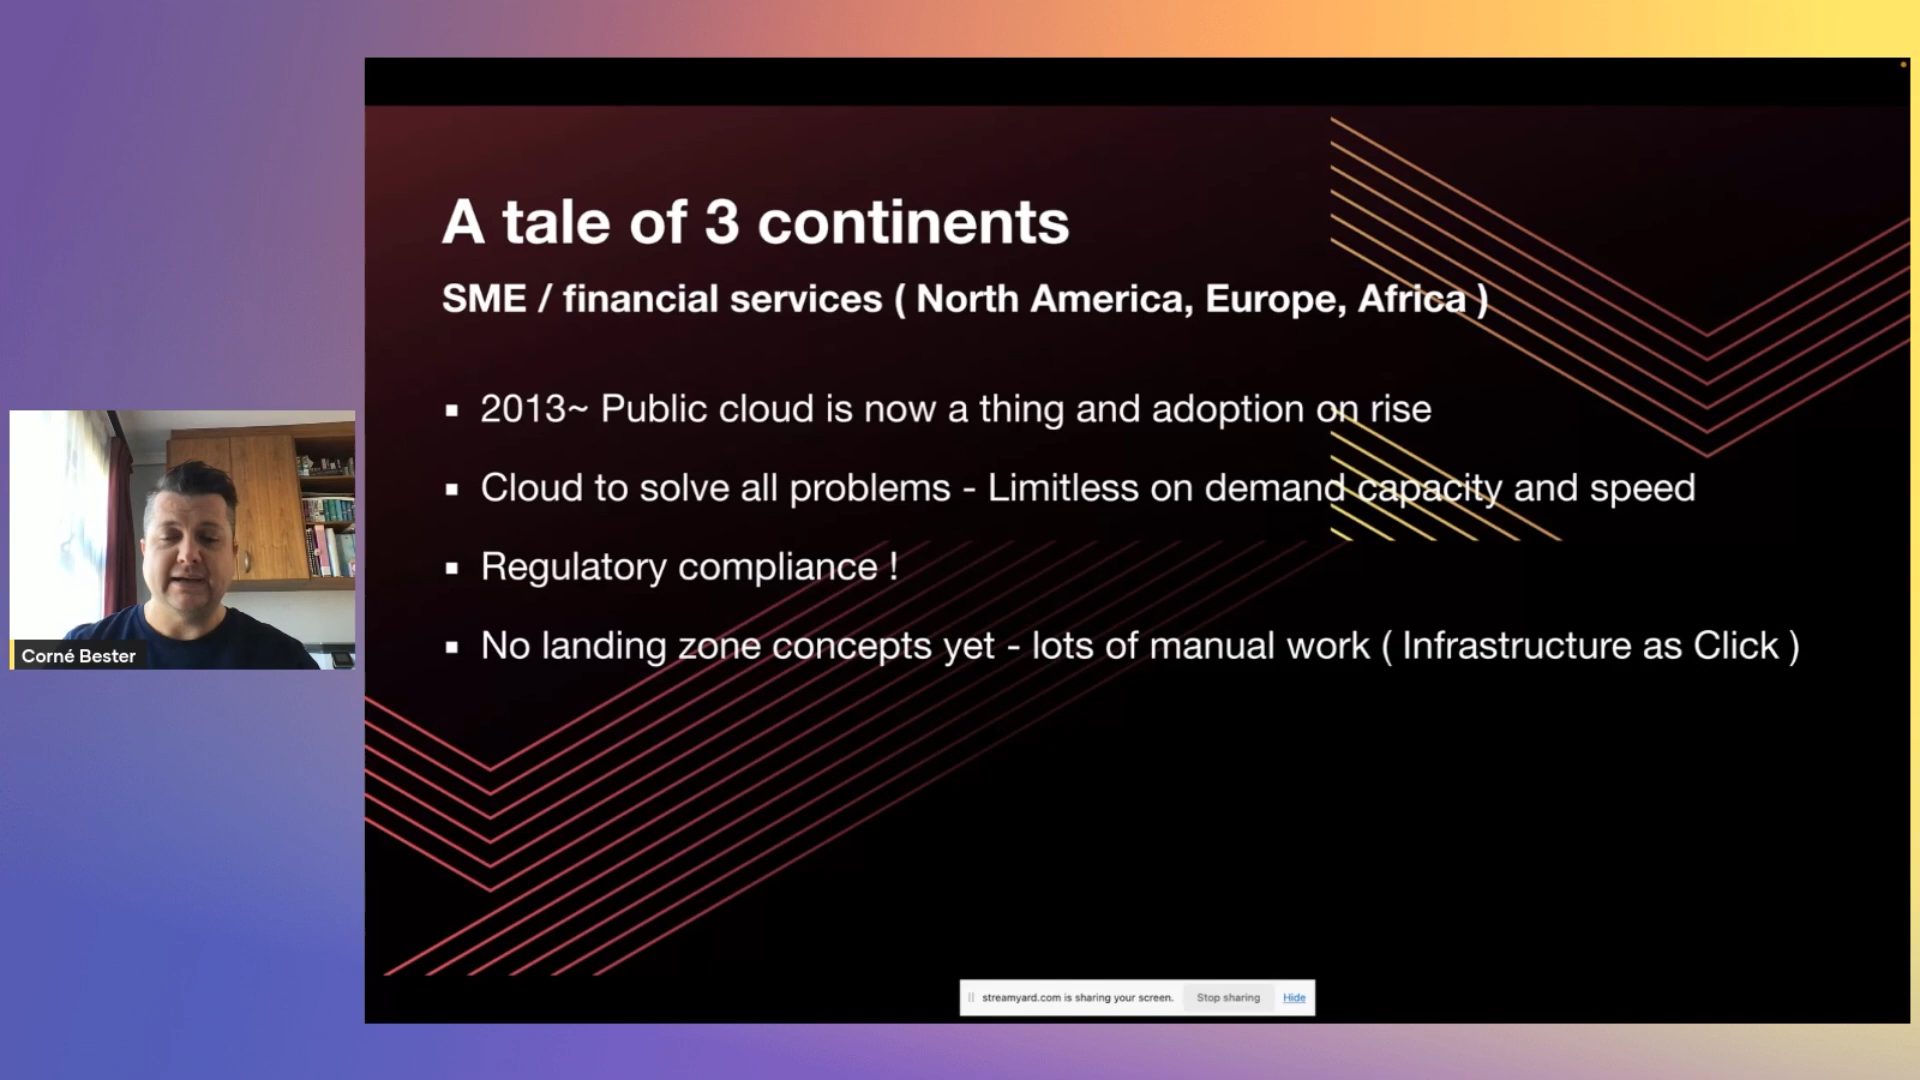 A tale of 3 continents
SME / financial services ( North America, Europe, Africa )
▪ 2013~ Public cloud is now a thing and adoption on rise
▪ Cloud to solve all problems - Limitless on demand capacity and speed
▪ Regulatory compliance !
▪ No landing zone concepts yet - lots of manual work ( Infrastructure as Click )
Corné Bester
streamyard.com is sharing your screen. Stop sharing Hide